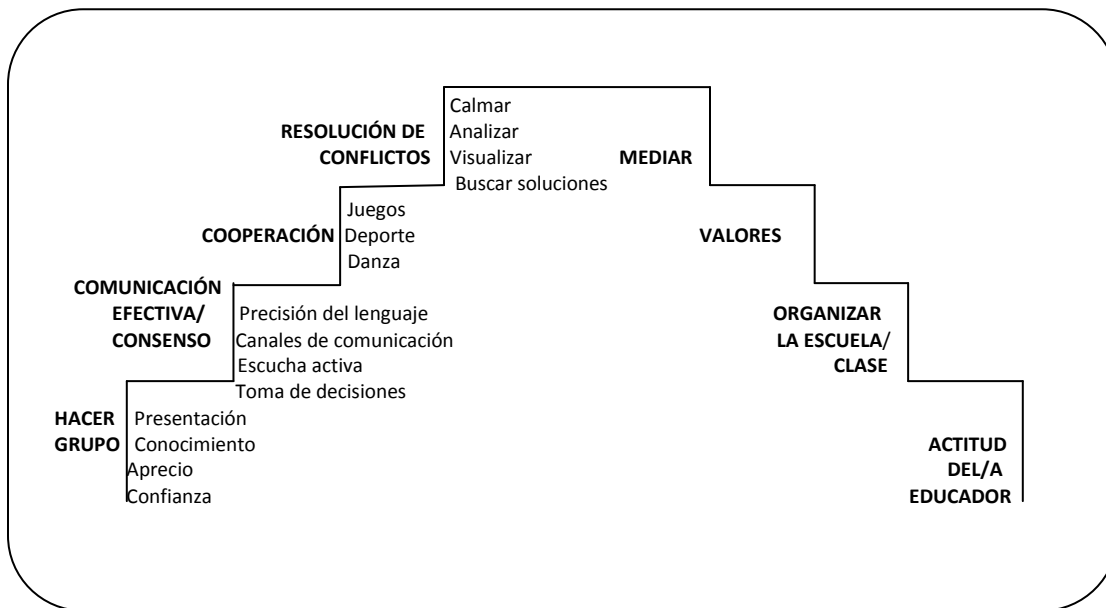 Calmar
RESOLUCIÓN DE
CONFLICTOS
Analizar
Visualizar
Buscar soluciones
MEDIAR
COOPERACIÓN
Juegos
Deporte
Danza
VALORES
COMUNICACIÓN
EFECTIVA/
CONSENSO
Precisión del lenguaje
Canales de comunicación
Escucha activa
Toma de decisiones
ORGANIZAR
LA ESCUELA/
CLASE
HACER
GRUPO
Presentación
Conocimiento
Aprecio
Confianza
ACTITUD
DEL/A
EDUCADOR